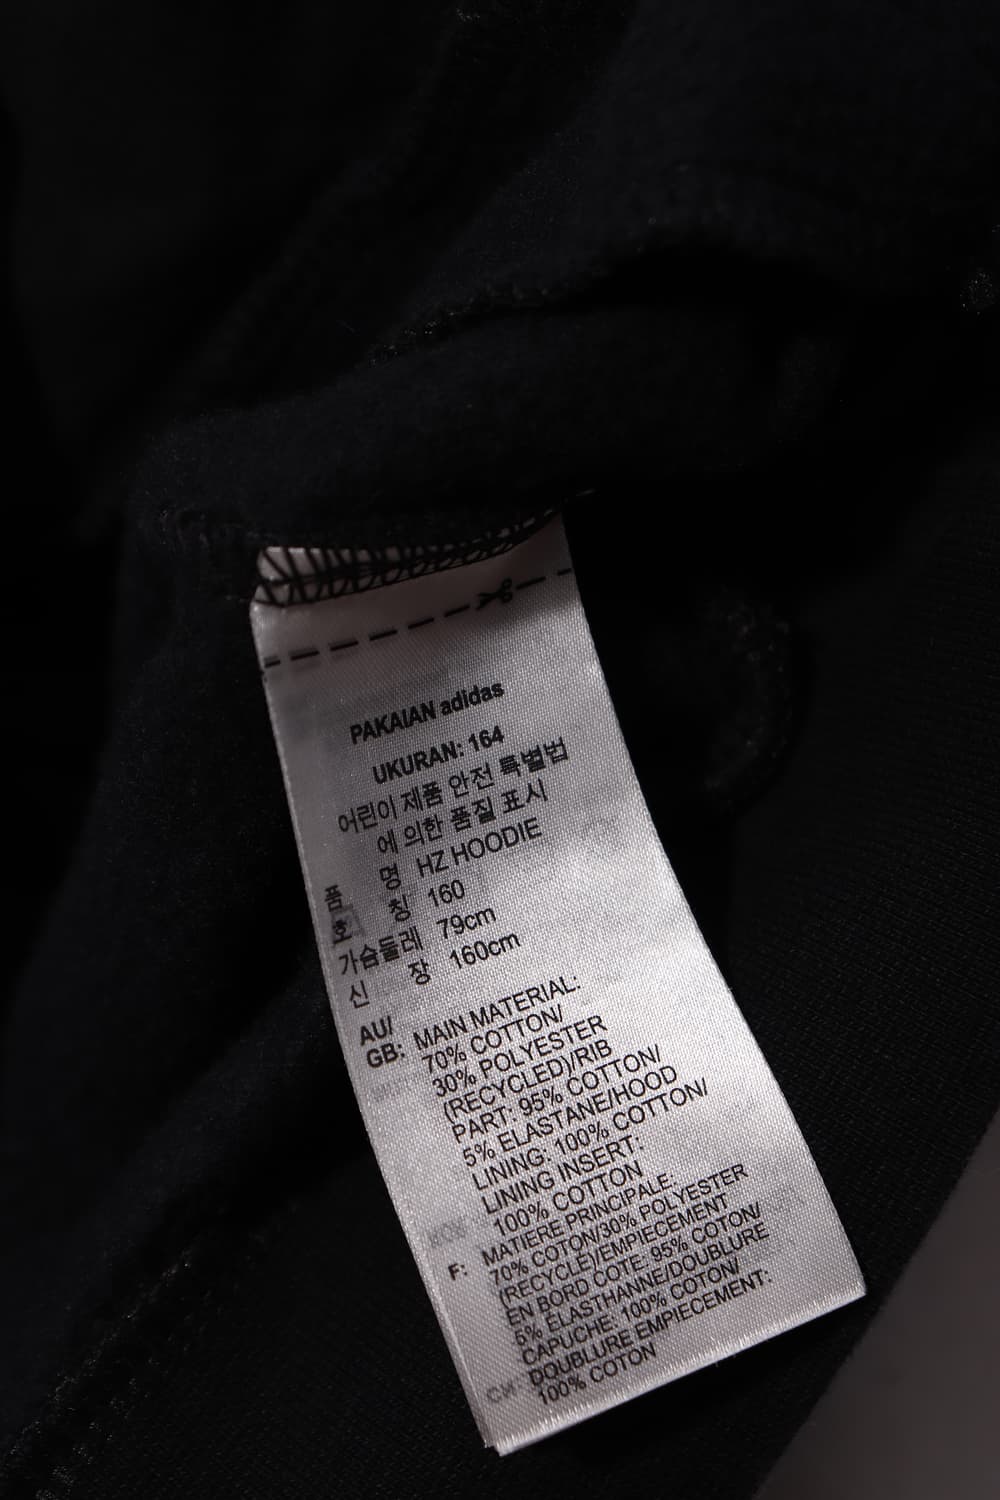 PAKAIAN adidas
UKURAN: 164
어린이 제품 안전 특별법
에 의한 품질 표시
품 명 HZ HOODIE
호 칭 160
가슴둘레 79cm
신 장 160cm
AU/
GB: MAIN MATERIAL:
70% COTTON/
30% POLYESTER
(RECYCLED)/RIB
PART: 95% COTTON/
5% ELASTANE/HOOD
LINING: 100% COTTON/
LINING INSERT:
100% COTTON
F: MATIERE PRINCIPALE:
70% COTON/30% POLYESTER
(RECYCLE)/EMPIECEMENT
EN BORD COTE: 95% COTON/
5% ELASTHANNE/DOUBLURE
CAPUCHE: 100% COTON/
DOUBLURE EMPIECEMENT:
100% COTON